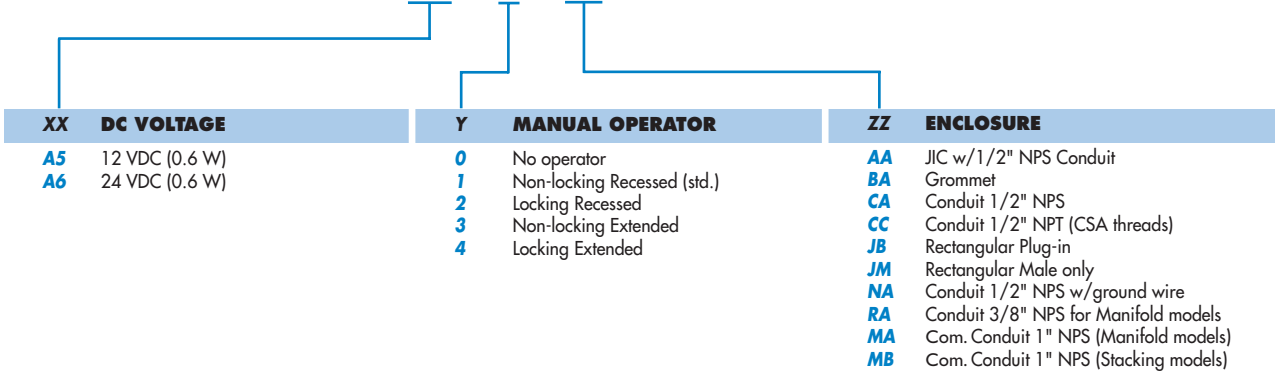 XX DC VOLTAGE
A5 12 VDC (0.6 W)
A6 24 VDC (0.6 W)
Y MANUAL OPERATOR
0 No operator
1 Non-locking Recessed (std.)
2 Locking Recessed
3 Non-locking Extended
4 Locking Extended
ZZ ENCLOSURE
AA JIC w/1/2" NPS Conduit
BA Grommet
CA Conduit 1/2" NPS
CC Conduit 1/2" NPT (CSA threads)
JB Rectangular Plug-in
JM Rectangular Male only
NA Conduit 1/2" NPS w/ground wire
RA Conduit 3/8" NPS for Manifold models
MA Com. Conduit 1" NPS (Manifold models)
MB Com. Conduit 1" NPS (Stacking models)